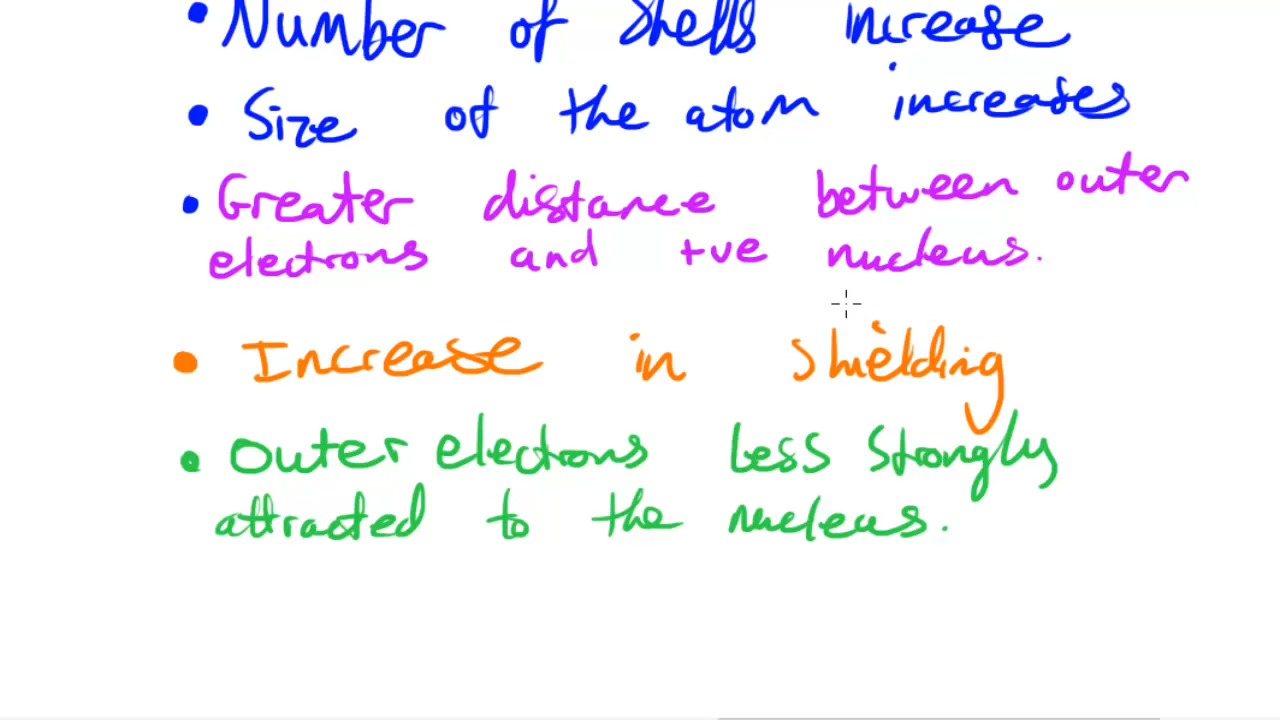 • Number of shells increase
• Size of the atom increases
• Greater distance between outer
electrons and +ve nucleus.
• Increase in shielding
• Outer electrons less strongly
attracted to the nucleus.